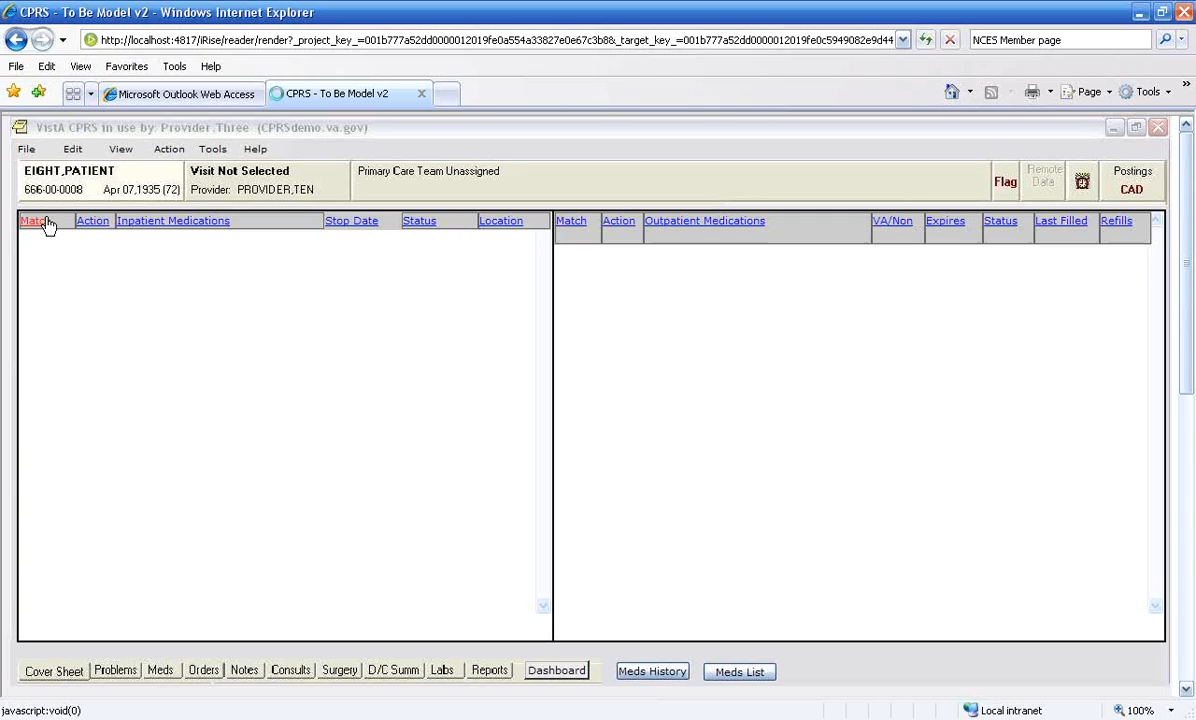 CPRS - To Be Model v2 - Windows Internet Explorer
http://localhost:4817/iRise/reader/render?_project_key_=001b777a52dd0000012019fe0a554a33827e0e67c3b8&_target_key_=001b777a52dd0000012019fe0c5949082e9d44
NCES Member page
File Edit View Favorites Tools Help
Microsoft Outlook Web Access
CPRS - To Be Model v2
Page
Tools
VistA CPRS in use by: Provider,Three (CPRSdemo.va.gov)
File Edit View Action Tools Help
EIGHT,PATIENT
666-00-0008 Apr 07,1935 (72)
Visit Not Selected
Provider: PROVIDER,TEN
Primary Care Team Unassigned
Flag
Remote
Data
Postings
CAD
Match Action Inpatient Medications Stop Date Status Location
Match Action Outpatient Medications VA/Non Expires Status Last Filled Refills
Cover Sheet Problems Meds Orders Notes Consults Surgery D/C Summ Labs Reports Dashboard Meds History Meds List
javascript:void(0)
Local intranet
100%